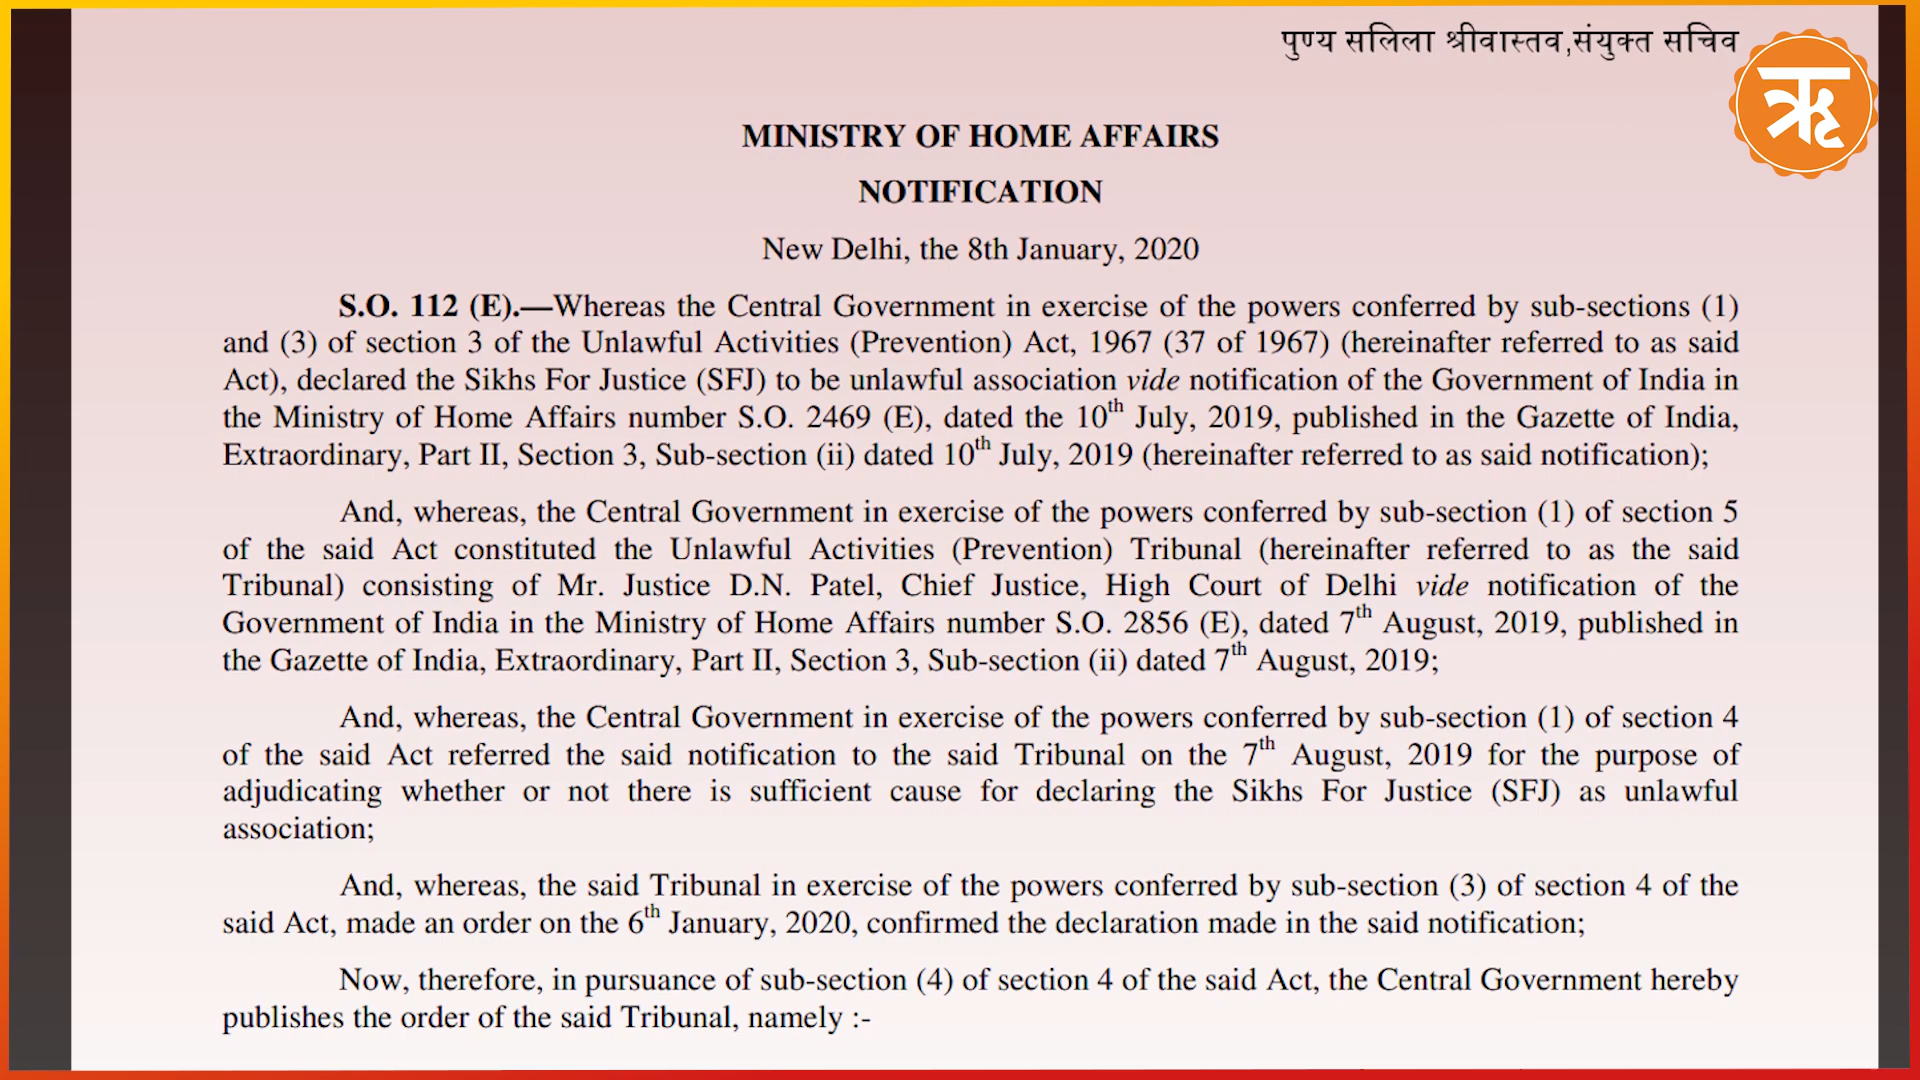 पुण्य सलिला श्रीवास्तव,संयुक्त सचिव
ऋ
MINISTRY OF HOME AFFAIRS
NOTIFICATION
New Delhi, the 8th January, 2020
S.O. 112 (E).—Whereas the Central Government in exercise of the powers conferred by sub-sections (1)
and (3) of section 3 of the Unlawful Activities (Prevention) Act, 1967 (37 of 1967) (hereinafter referred to as said
Act), declared the Sikhs For Justice (SFJ) to be unlawful association vide notification of the Government of India in
the Ministry of Home Affairs number S.O. 2469 (E), dated the 10th July, 2019, published in the Gazette of India,
Extraordinary, Part II, Section 3, Sub-section (ii) dated 10th July, 2019 (hereinafter referred to as said notification);
And, whereas, the Central Government in exercise of the powers conferred by sub-section (1) of section 5
of the said Act constituted the Unlawful Activities (Prevention) Tribunal (hereinafter referred to as the said
Tribunal) consisting of Mr. Justice D.N. Patel, Chief Justice, High Court of Delhi vide notification of the
Government of India in the Ministry of Home Affairs number S.O. 2856 (E), dated 7th August, 2019, published in
the Gazette of India, Extraordinary, Part II, Section 3, Sub-section (ii) dated 7th August, 2019;
And, whereas, the Central Government in exercise of the powers conferred by sub-section (1) of section 4
of the said Act referred the said notification to the said Tribunal on the 7th August, 2019 for the purpose of
adjudicating whether or not there is sufficient cause for declaring the Sikhs For Justice (SFJ) as unlawful
association;
And, whereas, the said Tribunal in exercise of the powers conferred by sub-section (3) of section 4 of the
said Act, made an order on the 6th January, 2020, confirmed the declaration made in the said notification;
Now, therefore, in pursuance of sub-section (4) of section 4 of the said Act, the Central Government hereby
publishes the order of the said Tribunal, namely :-